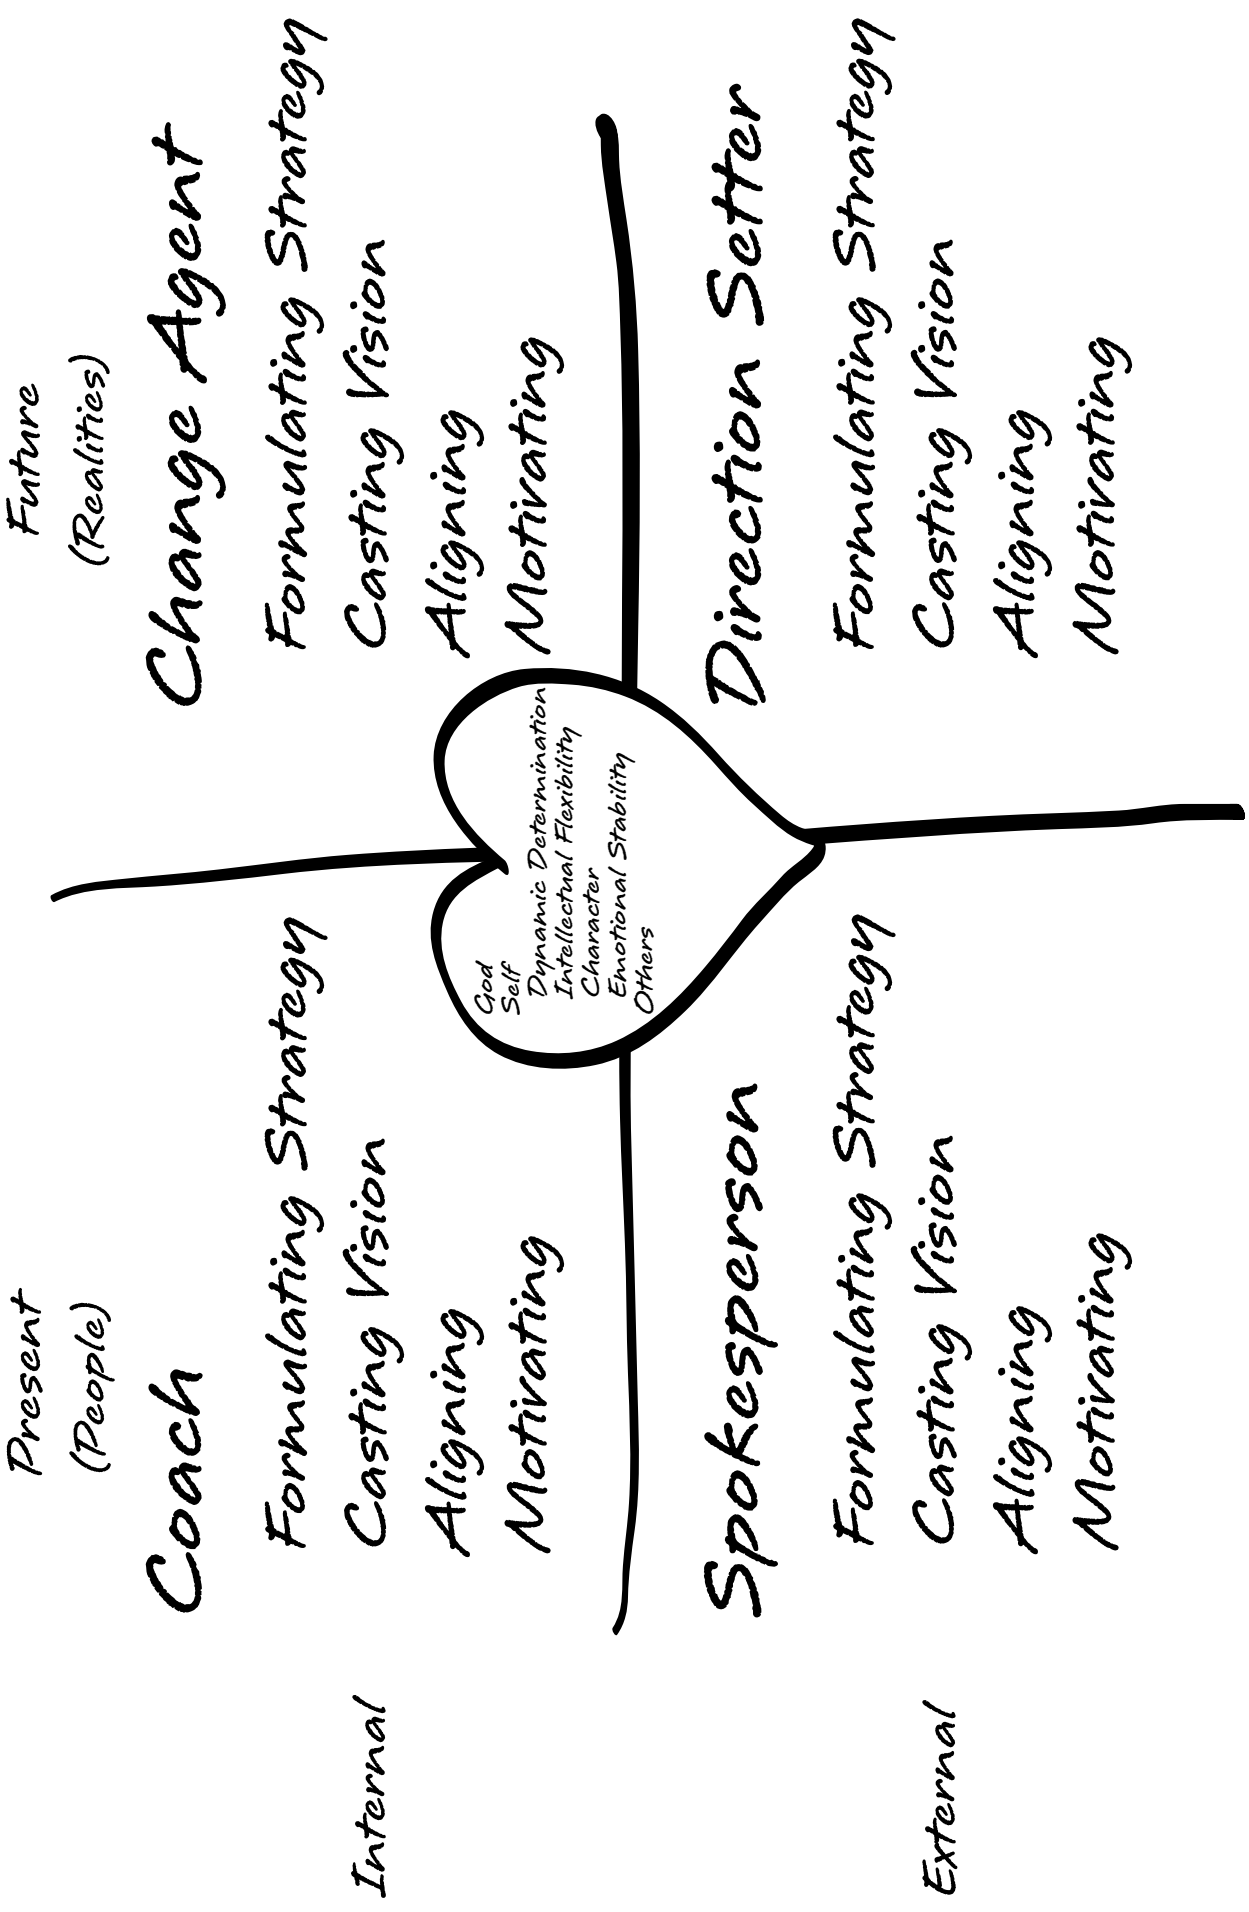 Present
(People)
Future
(Realities)
Internal
Coach
Formulating Strategy
Casting Vision
Aligning
Motivating
Change Agent
Formulating Strategy
Casting Vision
Aligning
Motivating
God
Self
Dynamic Determination
Intellectual Flexibility
Character
Emotional Stability
Others
External
Spokesperson
Formulating Strategy
Casting Vision
Aligning
Motivating
Direction Setter
Formulating Strategy
Casting Vision
Aligning
Motivating